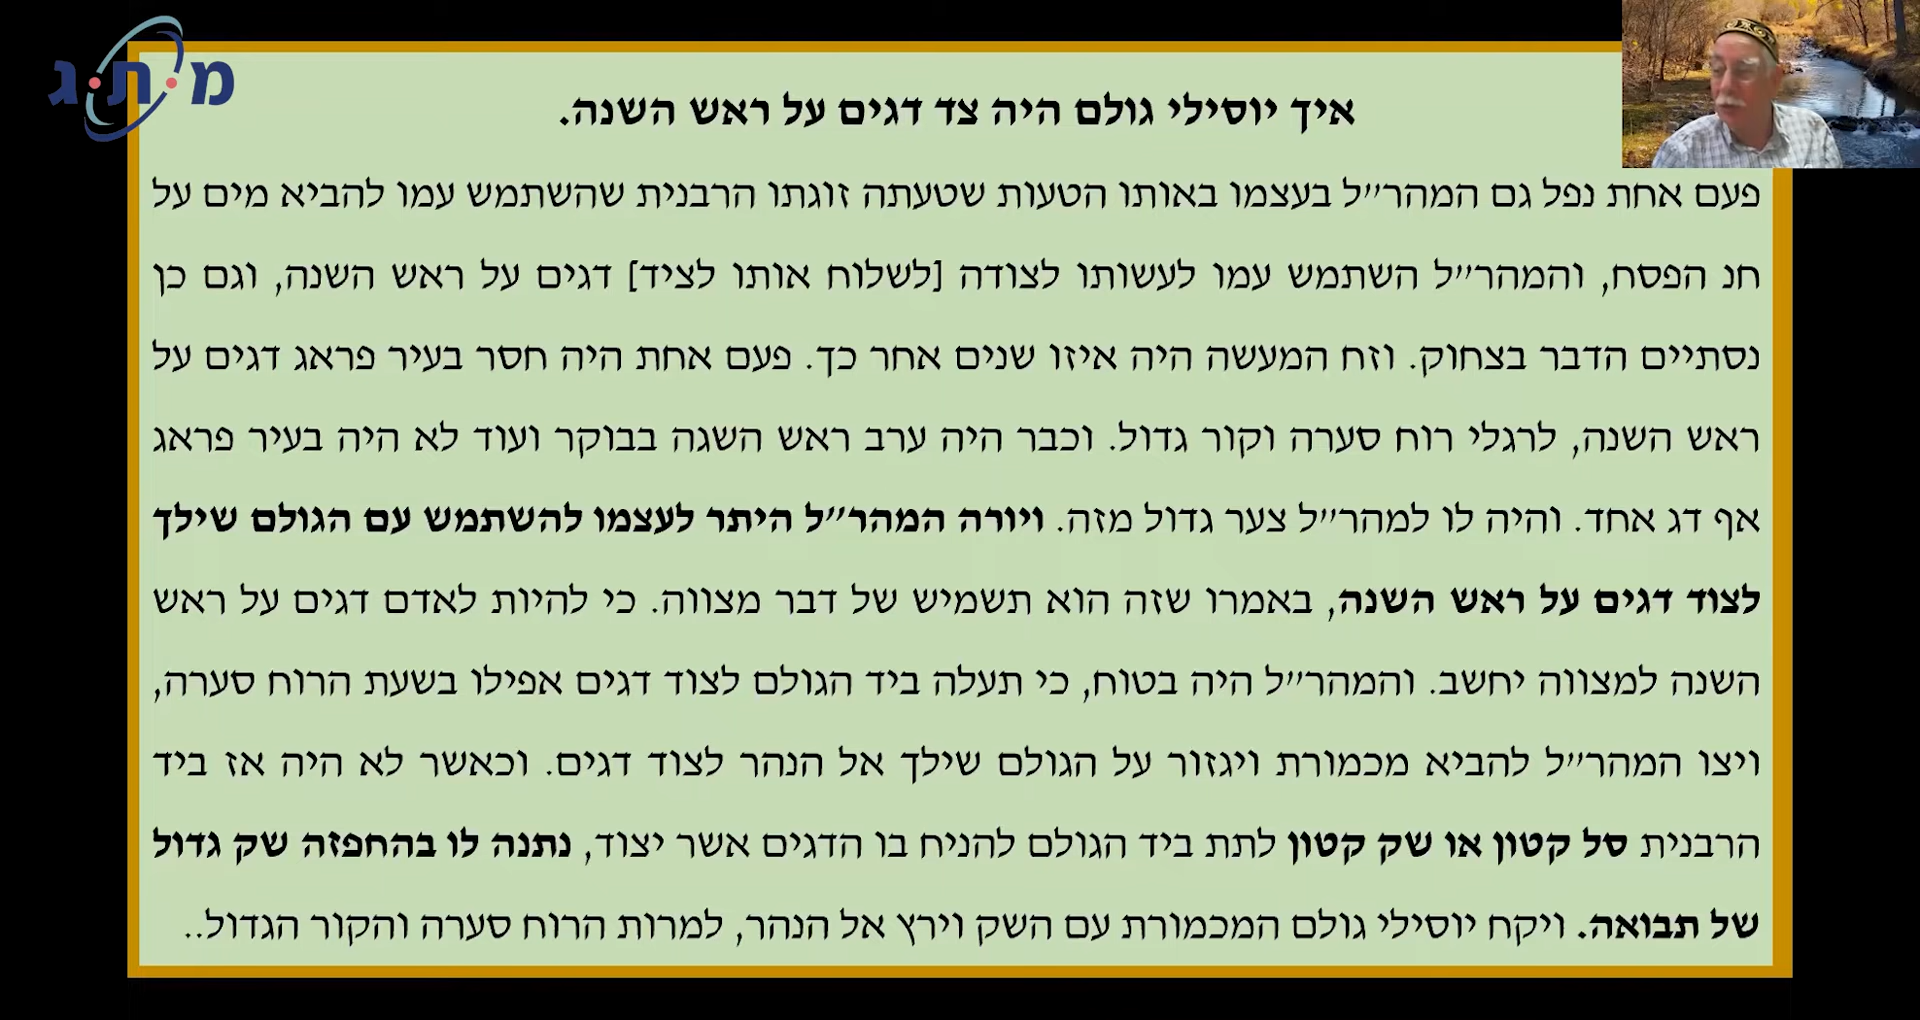 מ.ת.ג
איך יוסילי גולם היה צד דגים על ראש השנה.
פעם אחת נפל גם המהר״ל בעצמו באותו הטעות שטעתה זוגתו הרבנית שהשתמש עמו להביא מים על
חג הפסח, והמהר״ל השתמש עמו לעשותו לצודה [לשלוח אותו לציד] דגים על ראש השנה, וגם כן
נסתיים הדבר בצחוק. וזח המעשה היה איזו שנים אחר כך. פעם אחת היה חסר בעיר פראג דגים על
ראש השנה, לרגלי רוח סערה וקור גדול. וכבר היה ערב ראש השגה בבוקר ועוד לא היה בעיר פראג
אף דג אחד. והיה לו למהר״ל צער גדול מזה. ויורה המהר״ל היתר לעצמו להשתמש עם הגולם שילך
לצוד דגים על ראש השנה, באמרו שזה הוא תשמיש של דבר מצווה. כי להיות לאדם דגים על ראש
השנה למצווה יחשב. והמהר״ל היה בטוח, כי תעלה ביד הגולם לצוד דגים אפילו בשעת הרוח סערה,
ויצו המהר״ל להביא מכמורת ויגזור על הגולם שילך אל הנהר לצוד דגים. וכאשר לא היה אז ביד
הרבנית סל קטון או שק קטון לתת ביד הגולם להניח בו הדגים אשר יצוד, נתנה לו בהחפזה שק גדול
של תבואה. ויקח יוסילי גולם המכמורת עם השק וירץ אל הנהר, למרות הרוח סערה והקור הגדול..